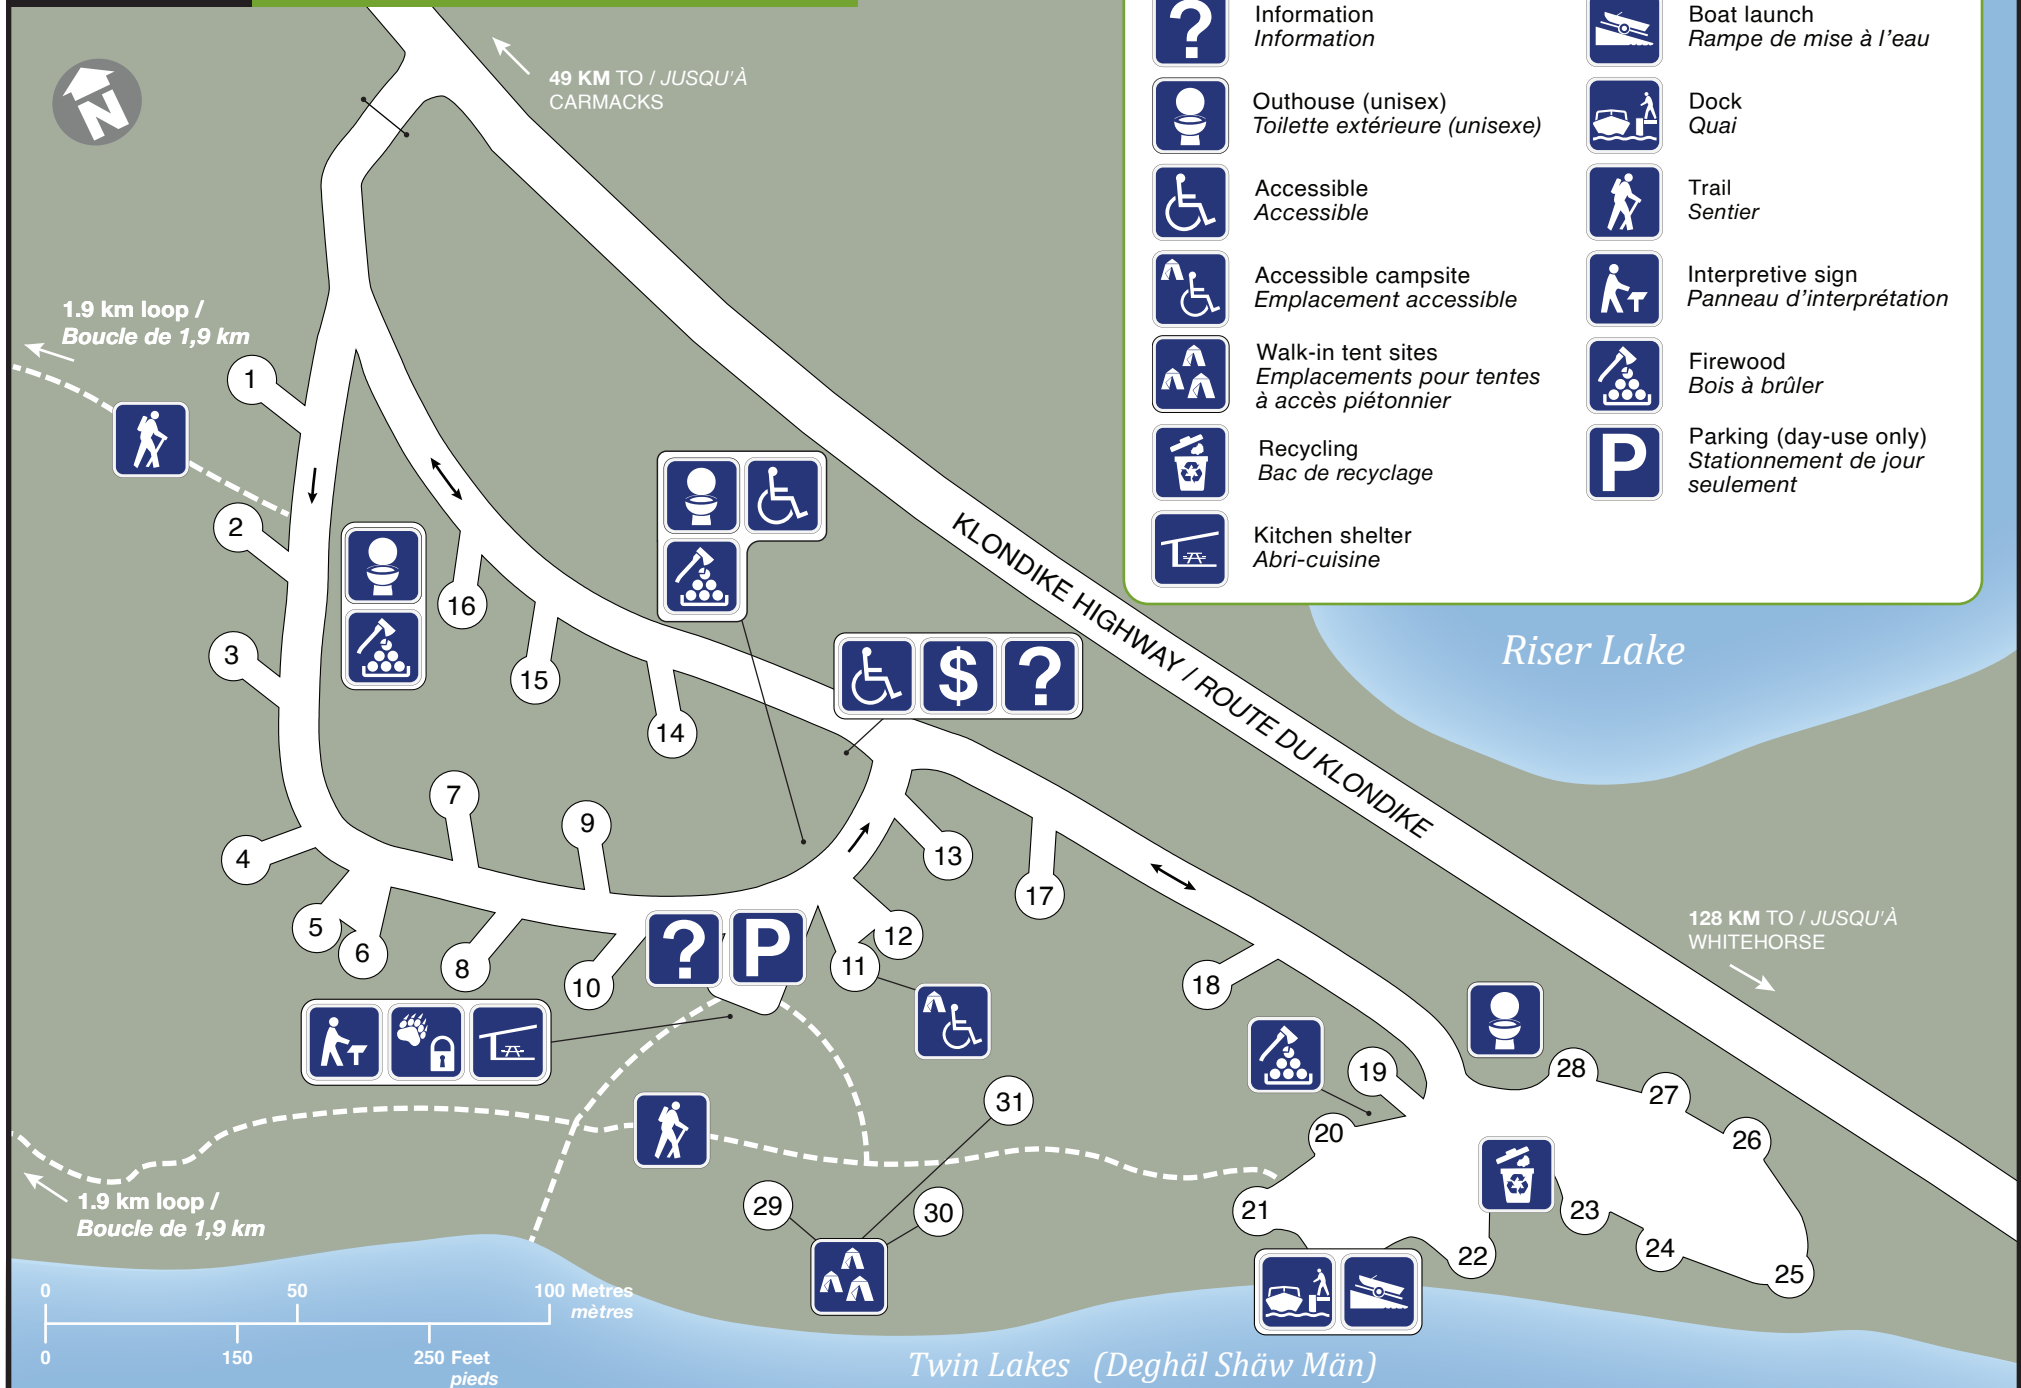 N
49 KM TO / JUSQU'À
CARMACKS
?
Information
Information
Outhouse (unisex)
Toilette extérieure (unisexe)
Accessible
Accessible
Accessible campsite
Emplacement accessible
Walk-in tent sites
Emplacements pour tentes
à accès piétonnier
Recycling
Bac de recyclage
Kitchen shelter
Abri-cuisine
Boat launch
Rampe de mise à l'eau
Dock
Quai
Trail
Sentier
Interpretive sign
Panneau d'interprétation
Firewood
Bois à brûler
P
Parking (day-use only)
Stationnement de jour
seulement
1.9 km loop /
Boucle de 1,9 km
1
2
3
16
15
14
KLONDIKE HIGHWAY / ROUTE DU KLONDIKE
Riser Lake
$ ?
7
9
4
13
17
5
6
8
10
? P
12
11
18
128 KM TO / JUSQU'À
WHITEHORSE
19
28
27
31
20
26
29
30
21
23
22
24
25
1.9 km loop /
Boucle de 1,9 km
0 50 100 Metres
mètres
0 150 250 Feet
pieds
Twin Lakes (Deghäl Shäw Män)